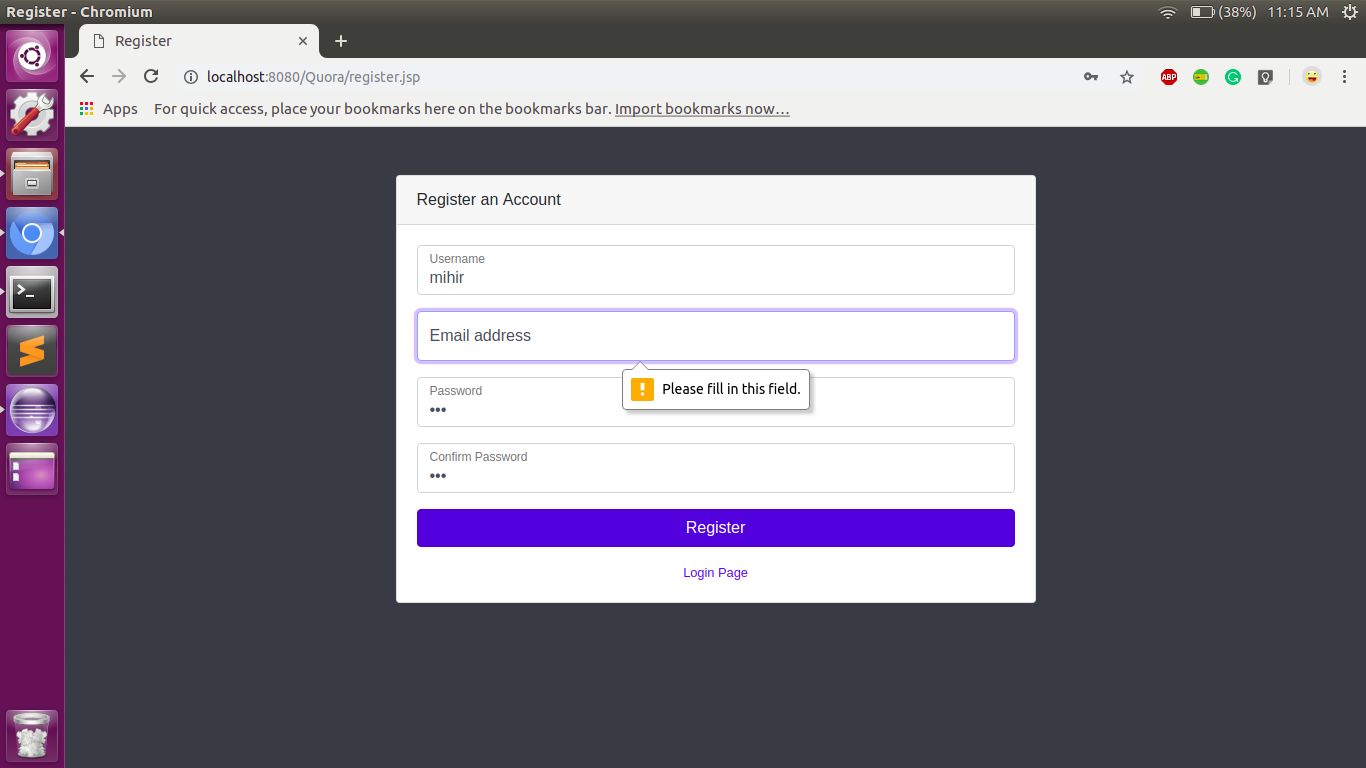 Register - Chromium
(38%) 11:15 AM
Register
localhost:8080/Quora/register.jsp
ABP
Apps For quick access, place your bookmarks here on the bookmarks bar. Import bookmarks now…
Register an Account
Username
mihir
Email address
Please fill in this field.
Password
•••
Confirm Password
•••
Register
Login Page